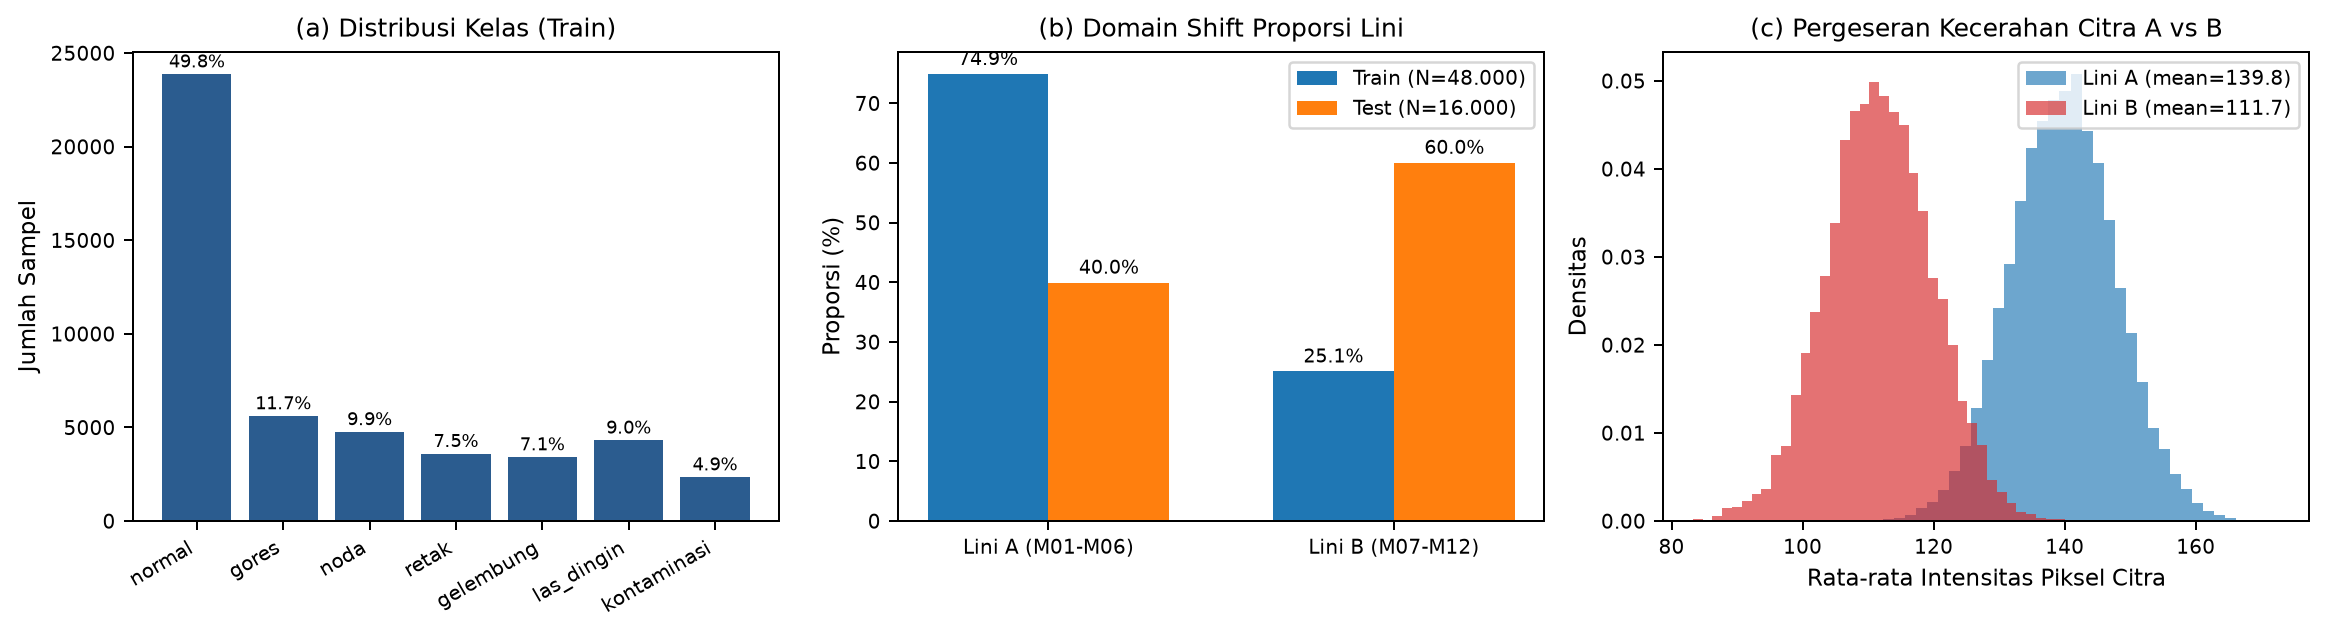 (a) Distribusi Kelas (Train)
Jumlah Sampel
25000
20000
15000
10000
5000
0
49.8%
11.7%
9.9%
7.5%
7.1%
9.0%
4.9%
normal
gores
noda
retak
gelembung
las_dingin
kontaminasi
(b) Domain Shift Proporsi Lini
Proporsi (%)
70
60
50
40
30
20
10
0
74.9%
40.0%
25.1%
60.0%
Train (N=48.000)
Test (N=16.000)
Lini A (M01-M06)
Lini B (M07-M12)
(c) Pergeseran Kecerahan Citra A vs B
Densitas
0.05
0.04
0.03
0.02
0.01
0.00
Lini A (mean=139.8)
Lini B (mean=111.7)
80
100
120
140
160
Rata-rata Intensitas Piksel Citra